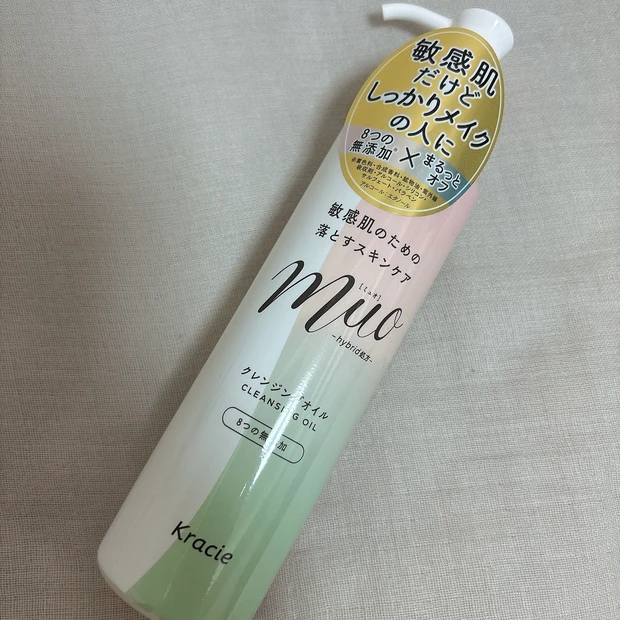 敏感肌
だけど
しっかりメイク
の人に
8つの
無添加※
×
まるっと
オフ
アルコール:エタノール
敏感肌のための
落とすスキンケア
muo
[ミュオ]
-hybrid処方-
クレンジングオイル
CLEANSING OIL
8つの無添加
Kracie